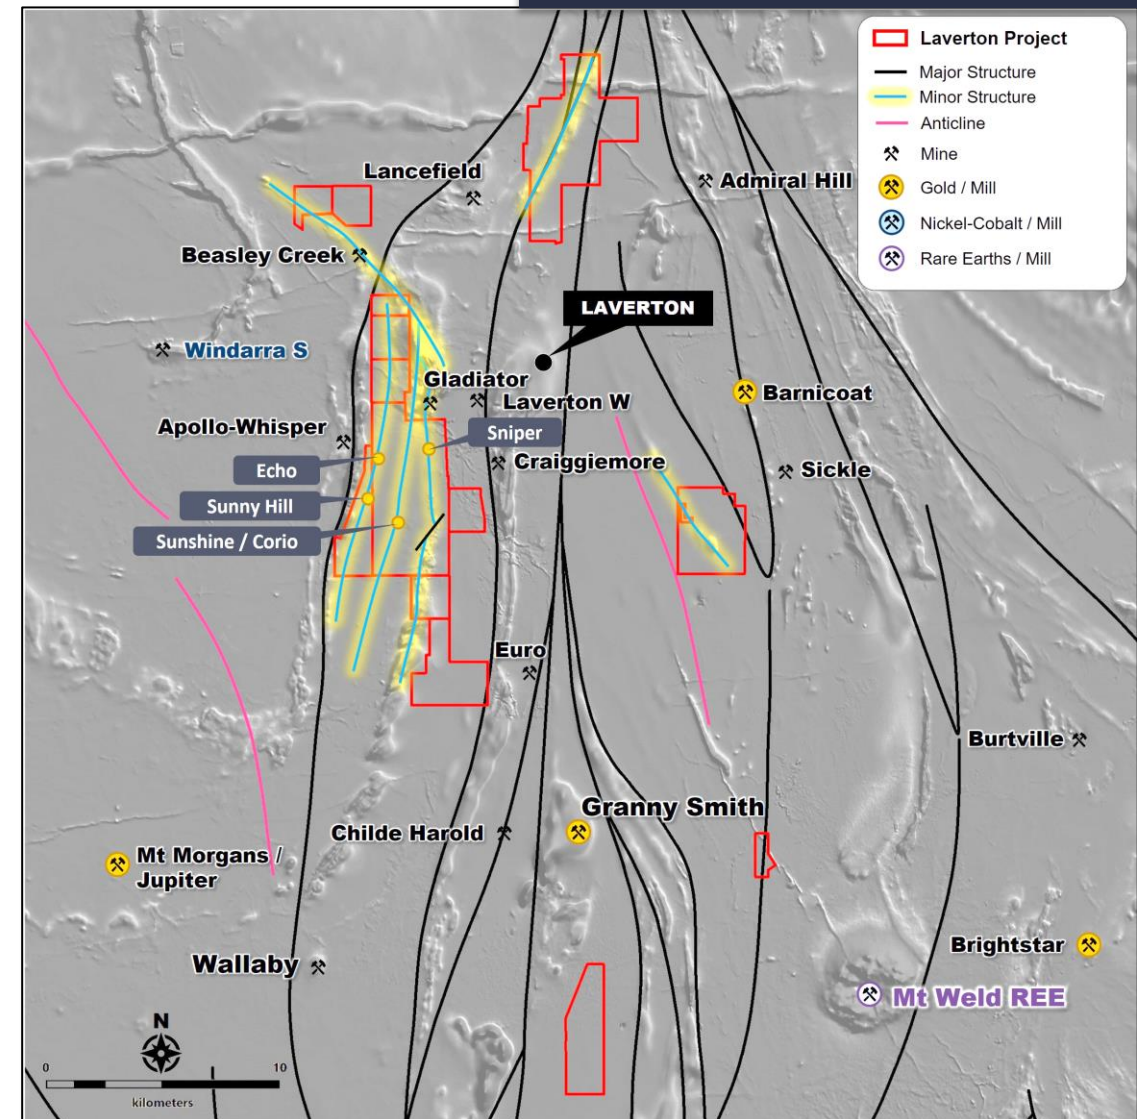 Laverton Project
Major Structure
Minor Structure
Anticline
Mine
Gold / Mill
Nickel-Cobalt / Mill
Rare Earths / Mill
Lancefield
Admiral Hill
Beasley Creek
LAVERTON
Windarra S
Gladiator
Barnicoat
Laverton W
Apollo-Whisper
Sniper
Echo
Craiggiemore
Sickle
Sunny Hill
Sunshine / Corio
Euro
Burtville
Granny Smith
Childe Harold
Mt Morgans /
Jupiter
Brightstar
Wallaby
Mt Weld REE
N
0
10
kilometers